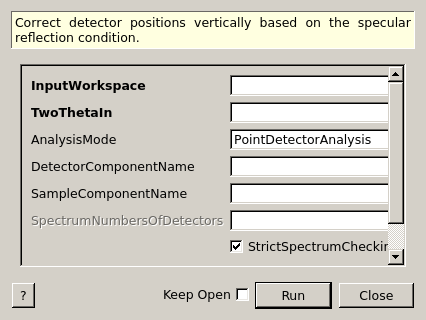 Correct detector positions vertically based on the specular
reflection condition.
InputWorkspace
TwoThetaIn
AnalysisMode PointDetectorAnalysis
DetectorComponentName
SampleComponentName
SpectrumNumbersOfDetectors
StrictSpectrumCheckin
? Keep Open Run Close